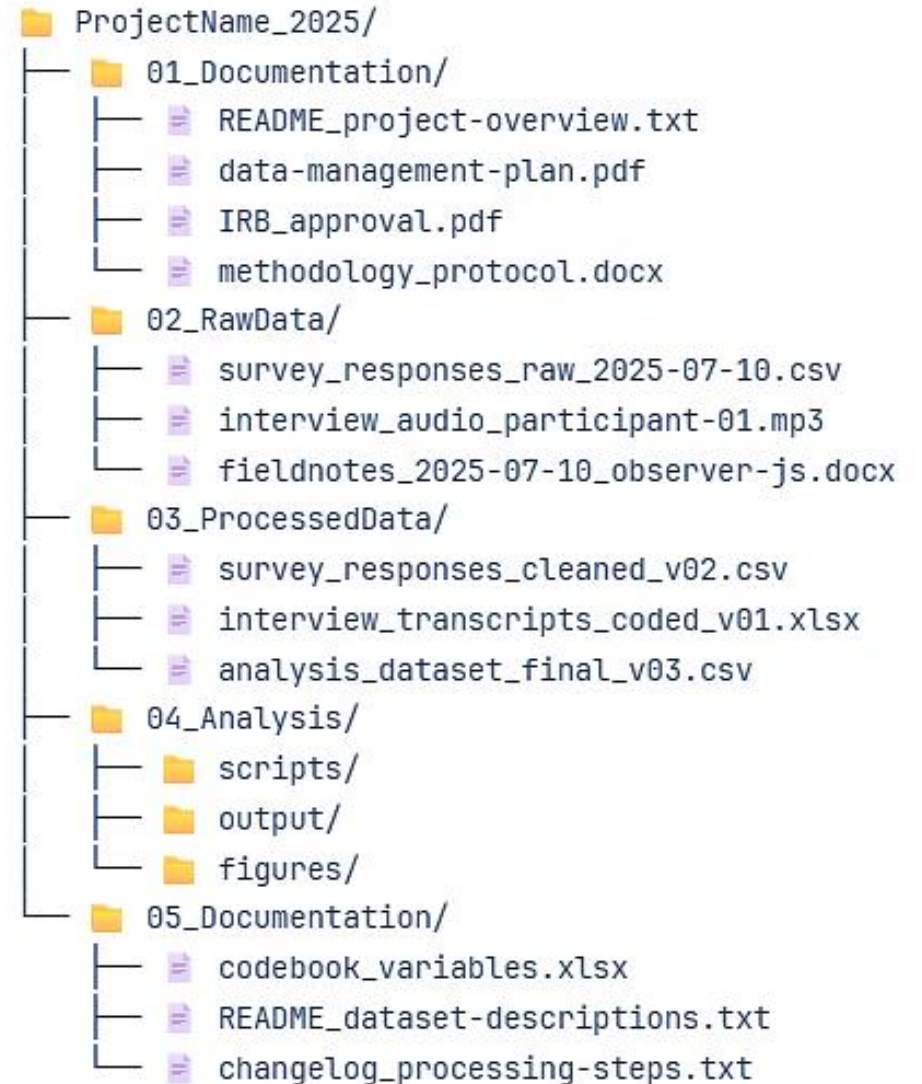 ProjectName_2025/
01_Documentation/
README_project-overview.txt
data-management-plan.pdf
IRB_approval.pdf
methodology_protocol.docx
02_RawData/
survey_responses_raw_2025-07-10.csv
interview_audio_participant-01.mp3
fieldnotes_2025-07-10_observer-js.docx
03_ProcessedData/
survey_responses_cleaned_v02.csv
interview_transcripts_coded_v01.xlsx
analysis_dataset_final_v03.csv
04_Analysis/
scripts/
output/
figures/
05_Documentation/
codebook_variables.xlsx
README_dataset-descriptions.txt
changelog_processing-steps.txt